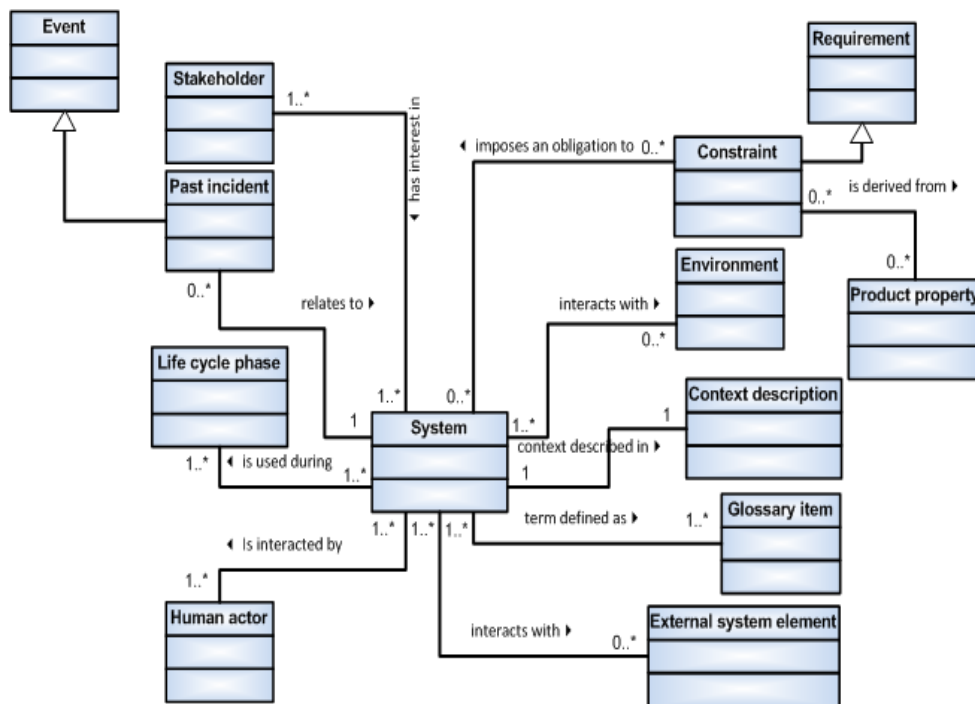 Event
Requirement
Stakeholder
1..*
has interest in
imposes an obligation to
0..*
Constraint
Past incident
is derived from
0..*
Environment
0..*
0..*
relates to
interacts with
Product property
0..*
Life cycle phase
1..*
0..*
Context description
1
System
1..*
1
context described in
1..*
is used during
1..*
1
Glossary item
term defined as
1..*
1..*
1..*
1..*
Is interacted by
1..*
Human actor
External system element
interacts with
0..*